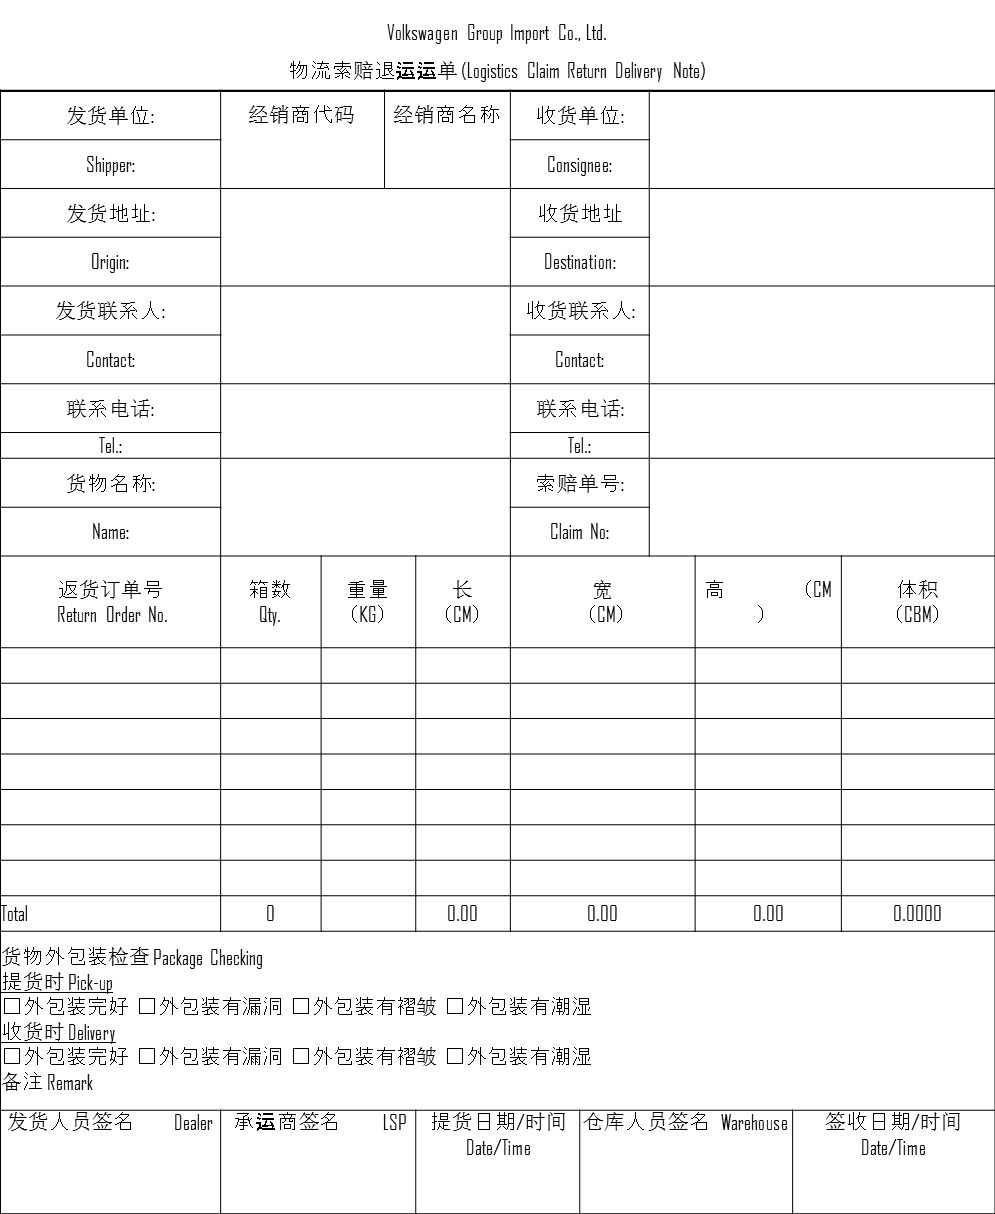 Volkswagen Group Import Co., Ltd.
物流索赔退运运单(Logistics Claim Return Delivery Note)
发货单位: 经销商代码 经销商名称 收货单位:
Shipper: Consignee:
发货地址: 收货地址
Origin: Destination:
发货联系人: 收货联系人:
Contact: Contact:
联系电话: 联系电话:
Tel.: Tel.:
货物名称: 索赔单号:
Name: Claim No:
返货订单号 箱数 重量 长 宽 高 （CM 体积
Return Order No. Qty. （KG） （CM） （CM） ） （CBM）
Total 0 0.00 0.00 0.00 0.0000
货物外包装检查 Package Checking
提货时 Pick-up
□外包装完好 □外包装有漏洞 □外包装有褶皱 □外包装有潮湿
收货时 Delivery
□外包装完好 □外包装有漏洞 □外包装有褶皱 □外包装有潮湿
备注 Remark
发货人员签名 Dealer 承运商签名 LSP 提货日期/时间 仓库人员签名 Warehouse 签收日期/时间
Date/Time Date/Time